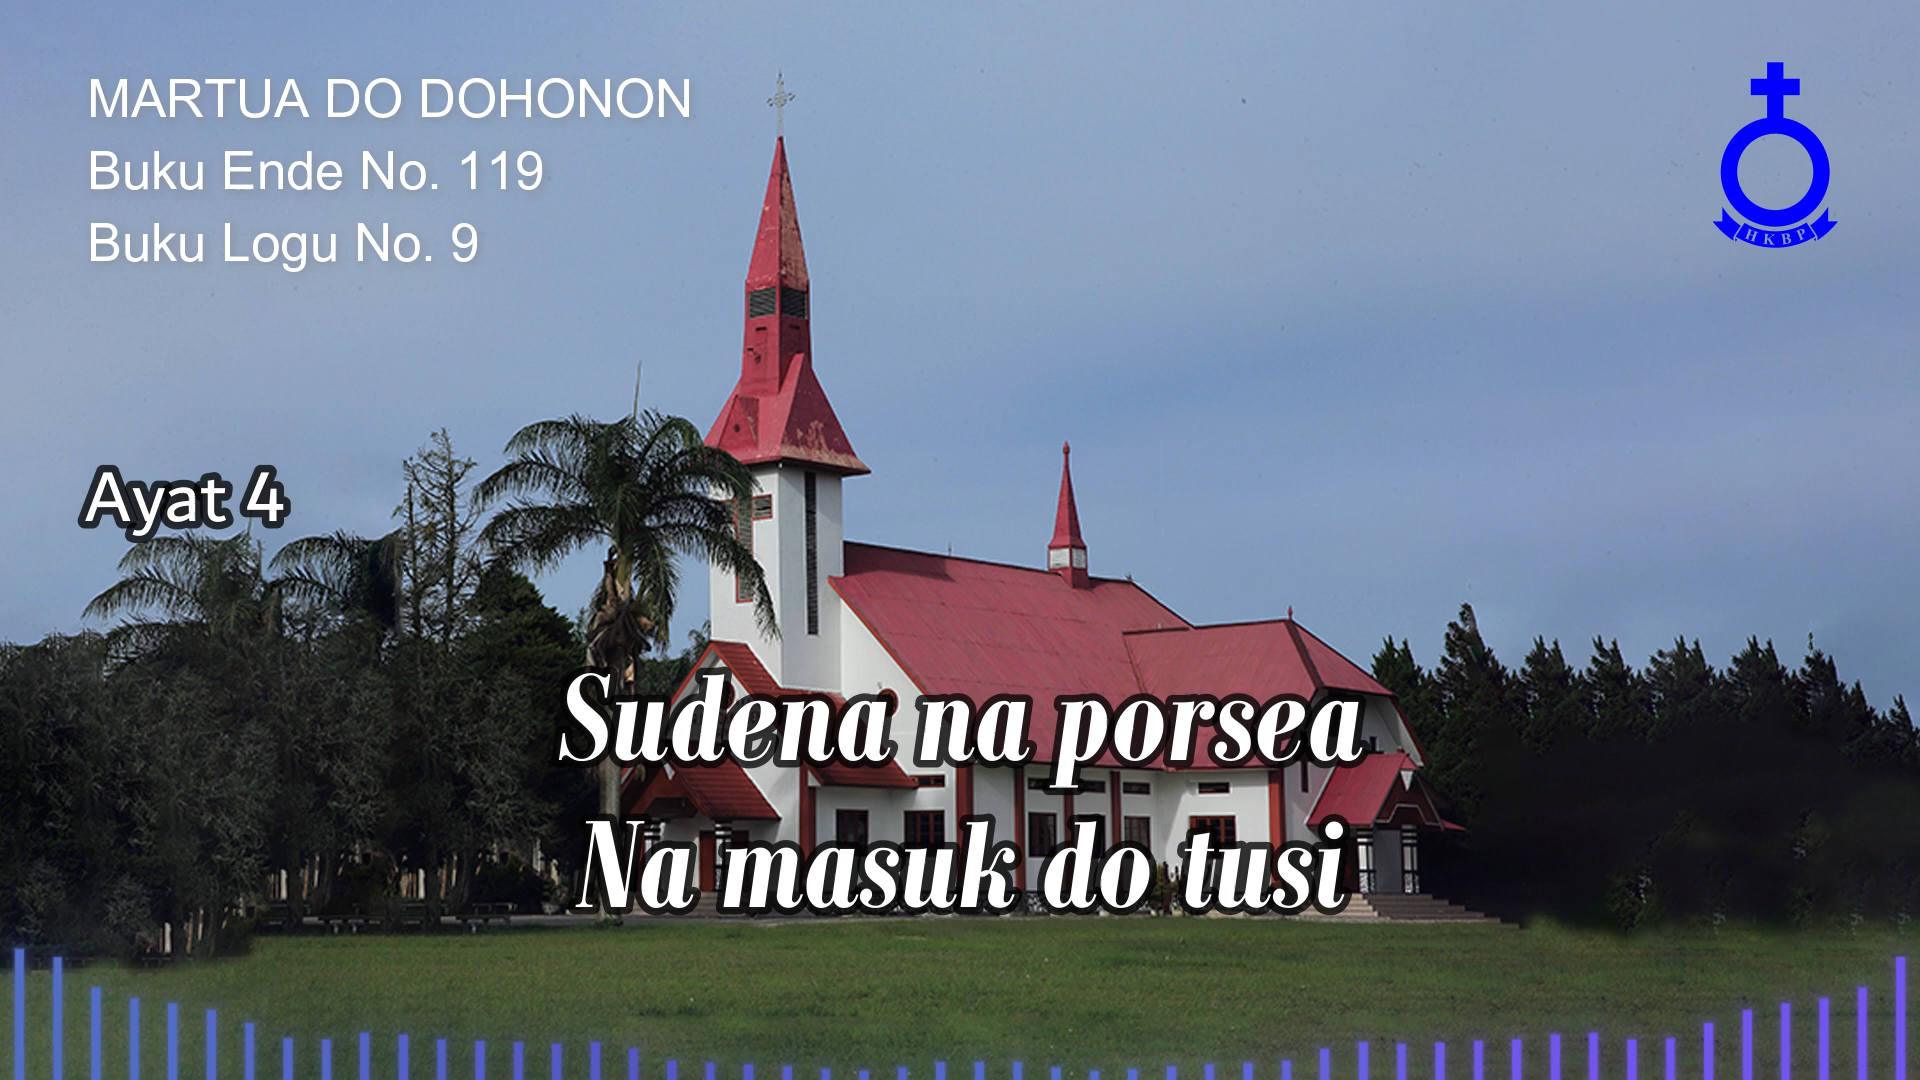 MARTUA DO DOHONON
Buku Ende No. 119
Buku Logu No. 9
HKBP
Ayat 4
Sudena na porsea
Na masuk do tusi